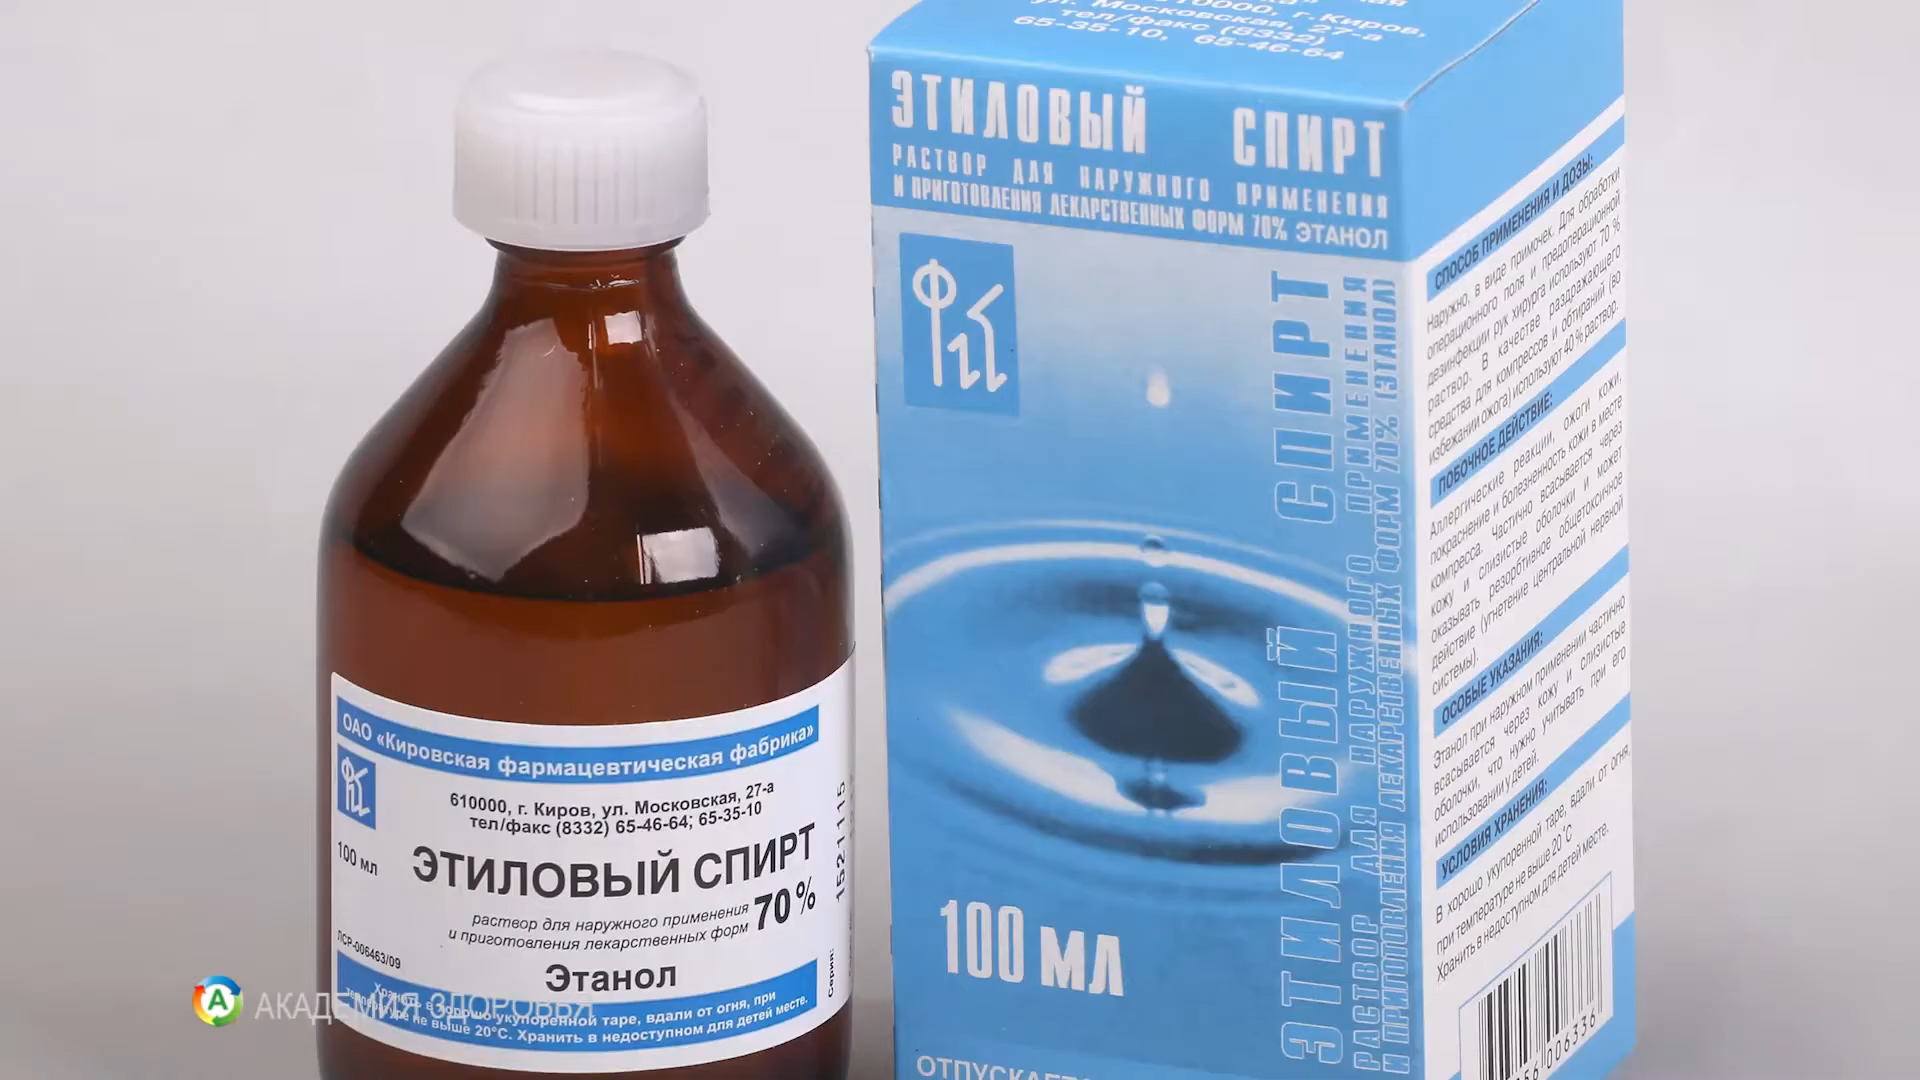 ОАО «Кировская фармацевтическая фабрика»
610000, г. Киров, ул. Московская, 27-а
тел/факс (8332) 65-46-64; 65-35-10
100 мл
ЭТИЛОВЫЙ СПИРТ
раствор для наружного применения
и приготовления лекарственных форм
70%
ЛСР-006463/09
Этанол
Хранить в хорошо укупоренной таре, вдали от огня, при
температуре не выше 20°С. Хранить в недоступном для детей месте.
Серия:
1521115
АКАДЕМИЯ ЗДОРОВЬЯ
610000, г. Киров,
ул. Московская, 27-а
тел/факс (8332)
65-35-10, 65-46-64
ЭТИЛОВЫЙ СПИРТ
РАСТВОР ДЛЯ НАРУЖНОГО ПРИМЕНЕНИЯ
И ПРИГОТОВЛЕНИЯ ЛЕКАРСТВЕННЫХ ФОРМ 70% ЭТАНОЛ
ЭТИЛОВЫЙ СПИРТ
РАСТВОР ДЛЯ НАРУЖНОГО ПРИМЕНЕНИЯ
И ПРИГОТОВЛЕНИЯ ЛЕКАРСТВЕННЫХ ФОРМ 70% (ЭТАНОЛ)
100 МЛ
СПОСОБ ПРИМЕНЕНИЯ И ДОЗЫ:
Наружно, в виде примочек. Для обработки
операционного поля и предоперационной
дезинфекции рук хирурга используют 70 %
раствор. В качестве раздражающего
средства для компрессов и обтираний (во
избежании ожога) используют 40 % раствор.
ПОБОЧНОЕ ДЕЙСТВИЕ:
Аллергические реакции, ожоги кожи,
покраснение и болезненность кожи в месте
компресса. Частично всасывается через
кожу и слизистые оболочки и может
оказывать резорбтивное общетоксичное
действие (угнетение центральной нервной
системы).
ОСОБЫЕ УКАЗАНИЯ:
Этанол при наружном применении частично
всасывается через кожу и слизистые
оболочки, что нужно учитывать при его
использовании у детей.
УСЛОВИЯ ХРАНЕНИЯ:
В хорошо укупоренной таре, вдали от огня,
при температуре не выше 20°С
Хранить в недоступном для детей месте.
006336